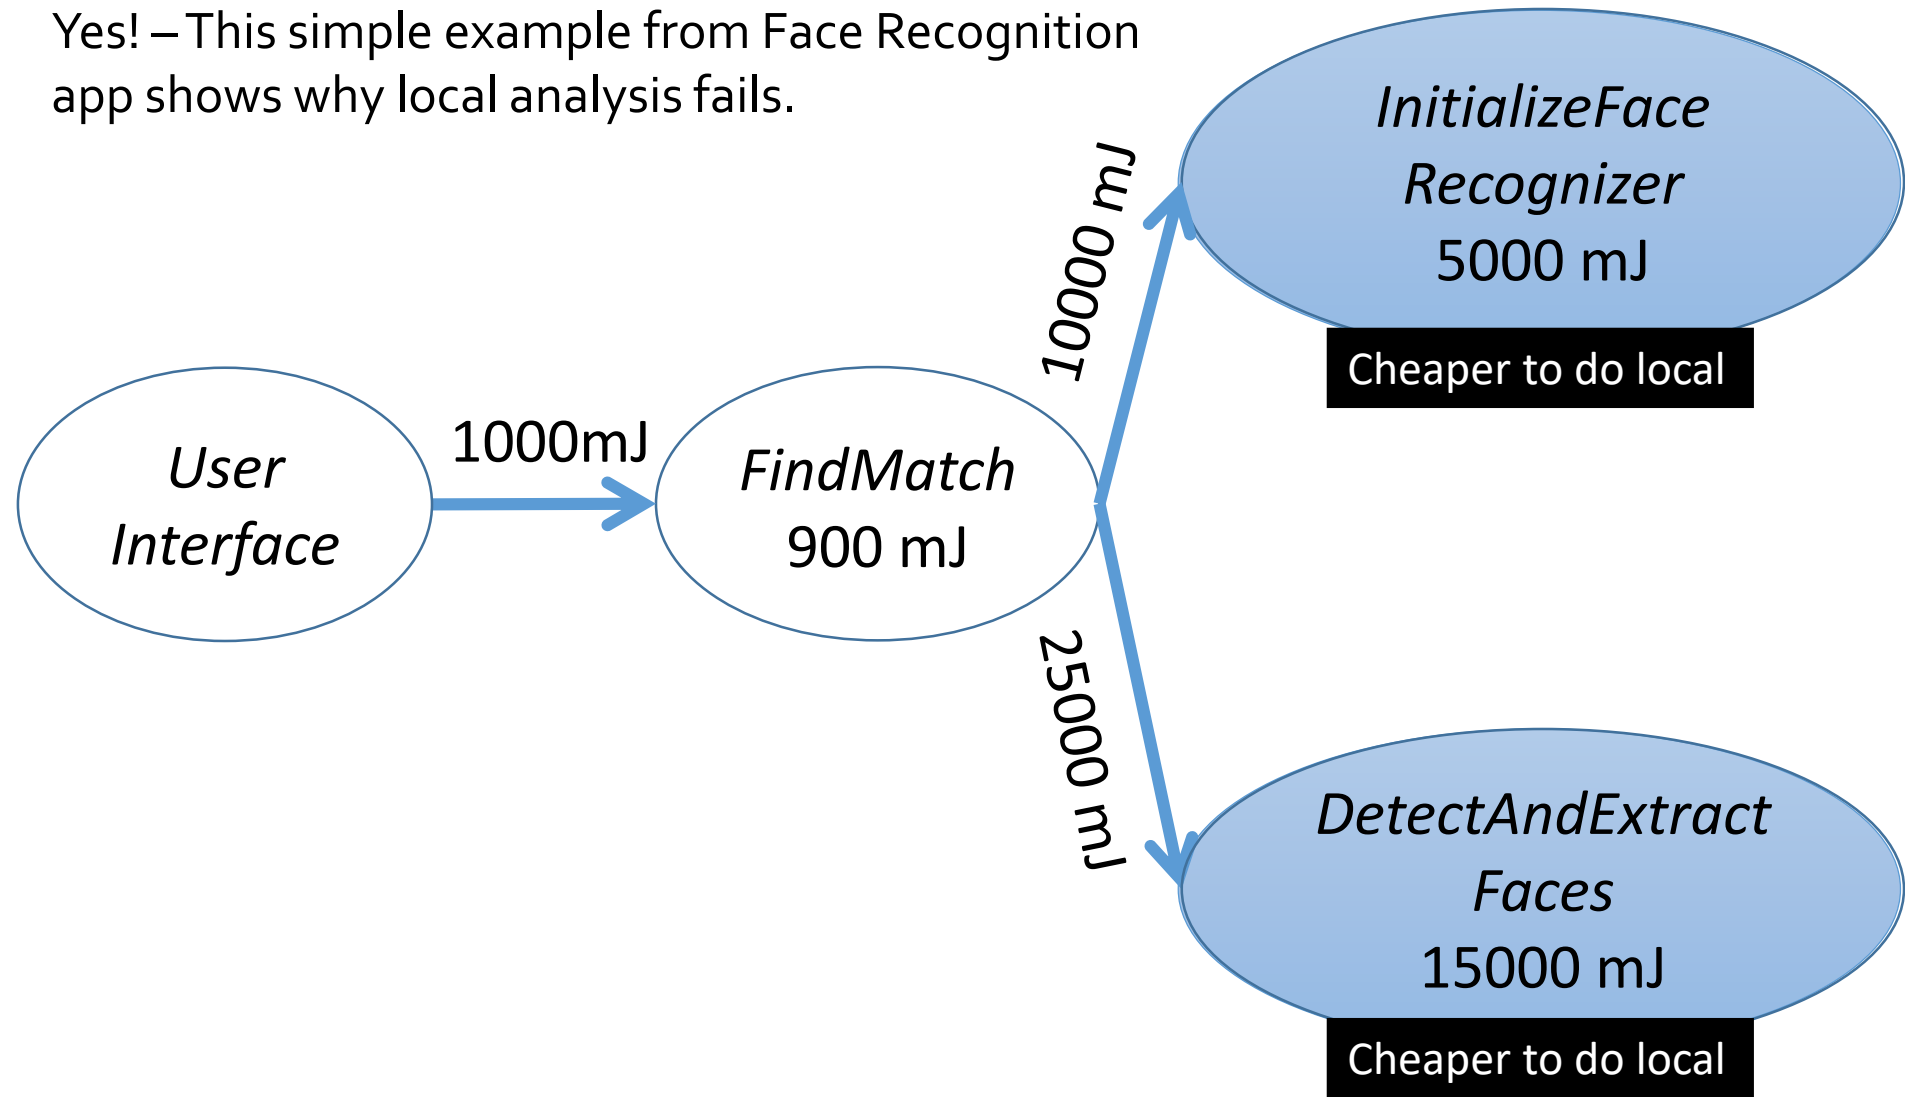 Yes! – This simple example from Face Recognition
app shows why local analysis fails.
InitializeFace
Recognizer
5000 mJ
Cheaper to do local
10000 mJ
User
Interface
1000mJ
FindMatch
900 mJ
25000 mJ
DetectAndExtract
Faces
15000 mJ
Cheaper to do local